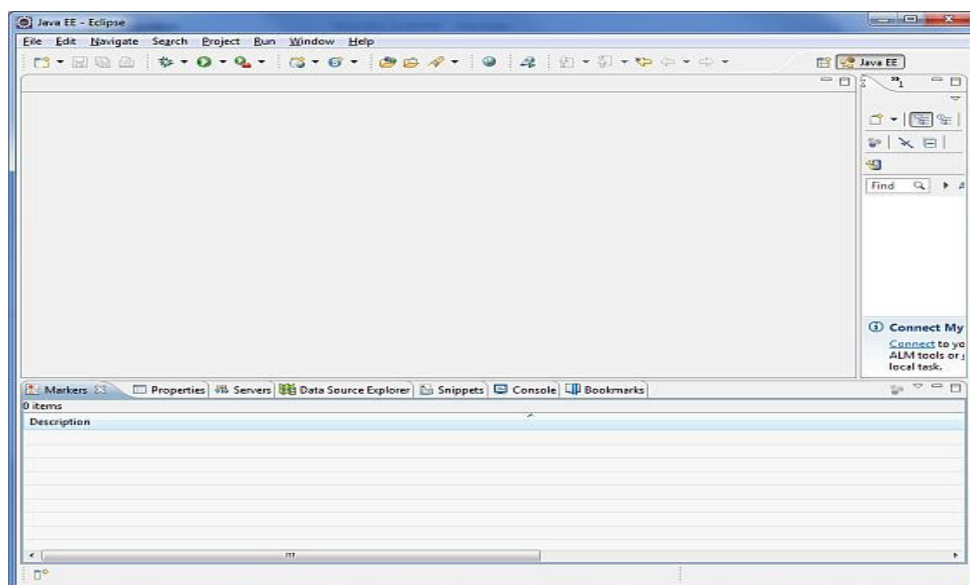 Java EE - Eclipse
File Edit Navigate Search Project Run Window Help
Java EE
»1
Find
Connect My
Connect to yo
ALM tools or
local task.
Markers Properties Servers Data Source Explorer Snippets Console Bookmarks
0 items
Description